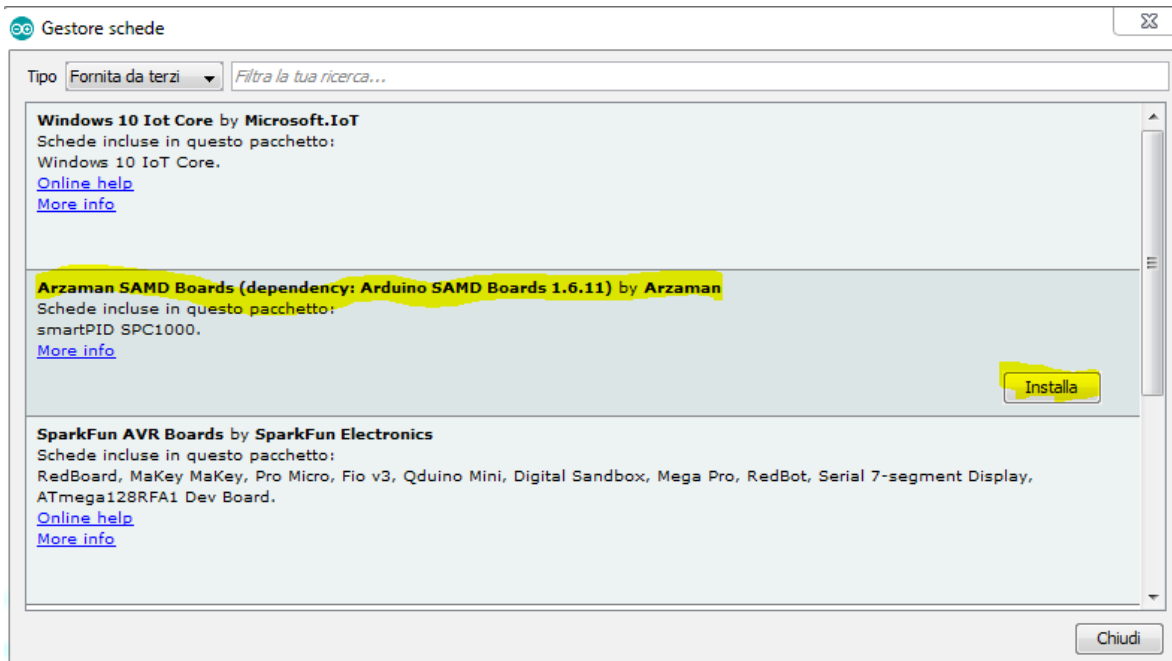 Gestore schede
Tipo Fornita da terzi Filtra la tua ricerca...
Windows 10 Iot Core by Microsoft.IoT
Schede incluse in questo pacchetto:
Windows 10 IoT Core.
Online help
More info
Arzaman SAMD Boards (dependency: Arduino SAMD Boards 1.6.11) by Arzaman
Schede incluse in questo pacchetto:
smartPID SPC1000.
More info
Installa
SparkFun AVR Boards by SparkFun Electronics
Schede incluse in questo pacchetto:
RedBoard, MaKey MaKey, Pro Micro, Fio v3, Qduino Mini, Digital Sandbox, Mega Pro, RedBot, Serial 7-segment Display,
ATmega128RFA1 Dev Board.
Online help
More info
Chiudi